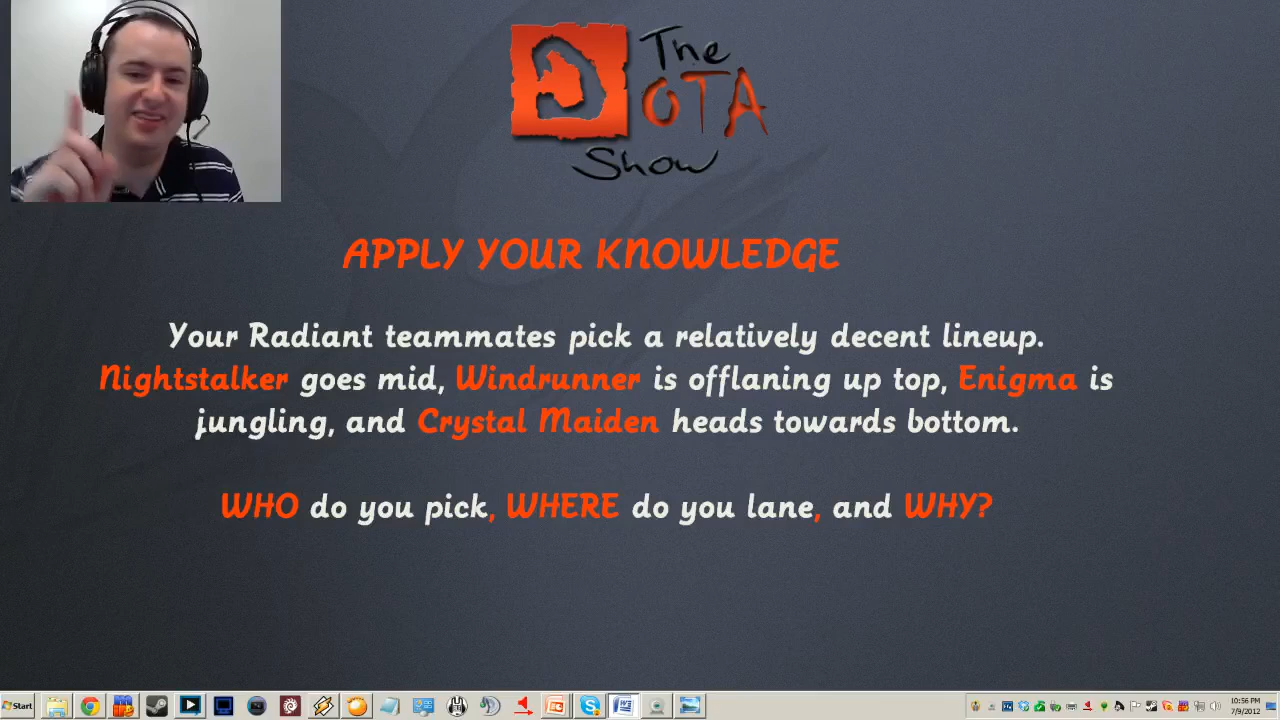 The
DOTA
Show
APPLY YOUR KNOWLEDGE
Your Radiant teammates pick a relatively decent lineup.
Nightstalker goes mid, Windrunner is offlaning up top, Enigma is
jungling, and Crystal Maiden heads towards bottom.
WHO do you pick, WHERE do you lane, and WHY?
Start
10:56 PM
7/9/2012